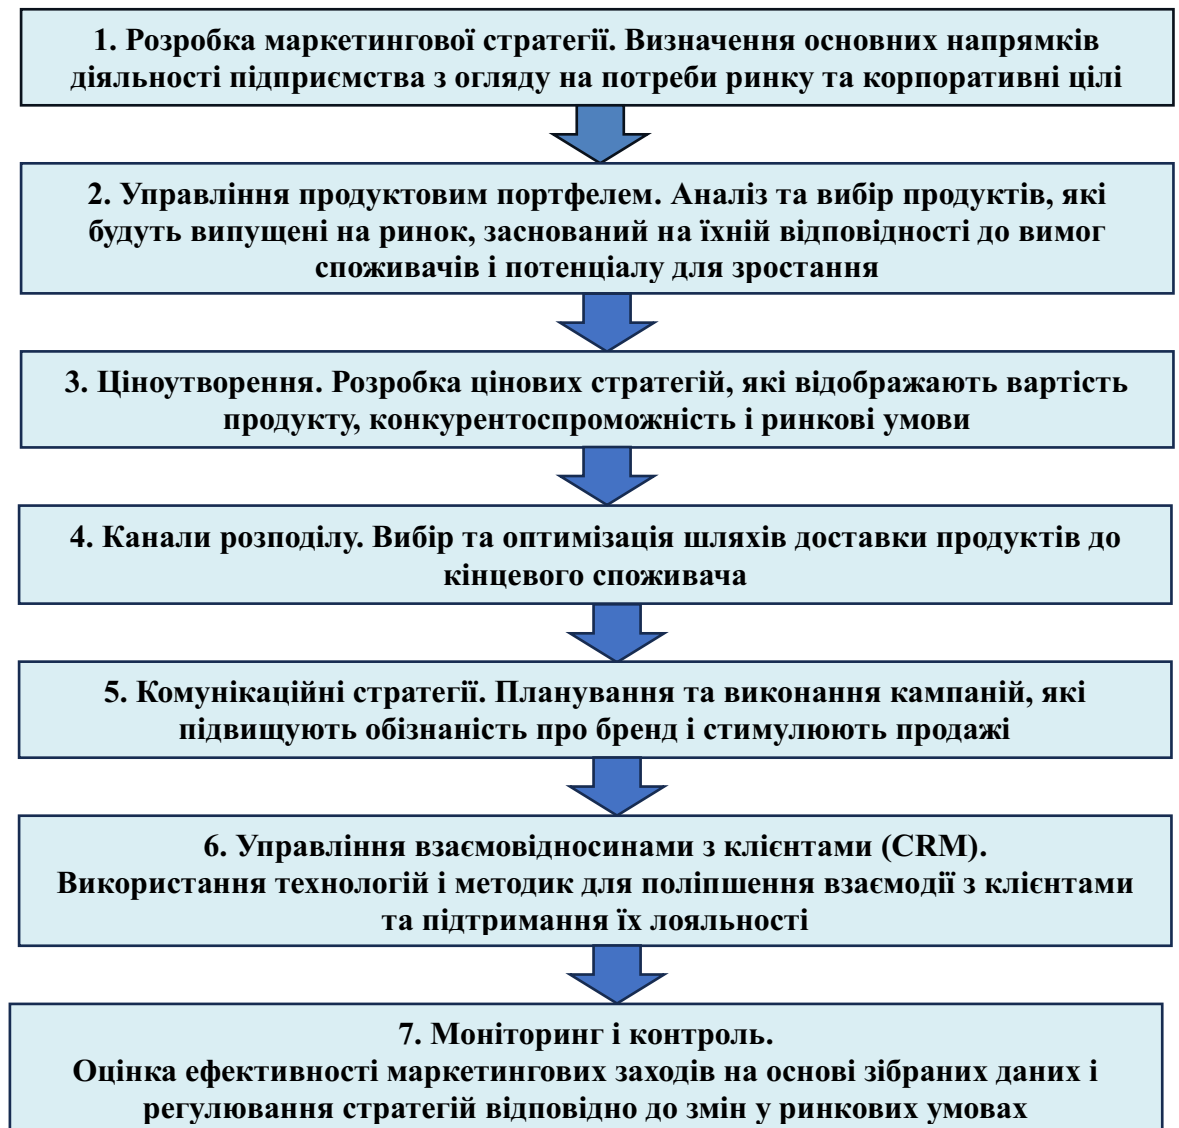 1. Розробка маркетингової стратегії. Визначення основних напрямків
діяльності підприємства з огляду на потреби ринку та корпоративні цілі
2. Управління продуктовим портфелем. Аналіз та вибір продуктів, які
будуть випущені на ринок, заснований на їхній відповідності до вимог
споживачів і потенціалу для зростання
3. Ціноутворення. Розробка цінових стратегій, які відображають вартість
продукту, конкурентоспроможність і ринкові умови
4. Канали розподілу. Вибір та оптимізація шляхів доставки продуктів до
кінцевого споживача
5. Комунікаційні стратегії. Планування та виконання кампаній, які
підвищують обізнаність про бренд і стимулюють продажі
6. Управління взаємовідносинами з клієнтами (CRM).
Використання технологій і методик для поліпшення взаємодії з клієнтами
та підтримання їх лояльності
7. Моніторинг і контроль.
Оцінка ефективності маркетингових заходів на основі зібраних даних і
регулювання стратегій відповідно до змін у ринкових умовах